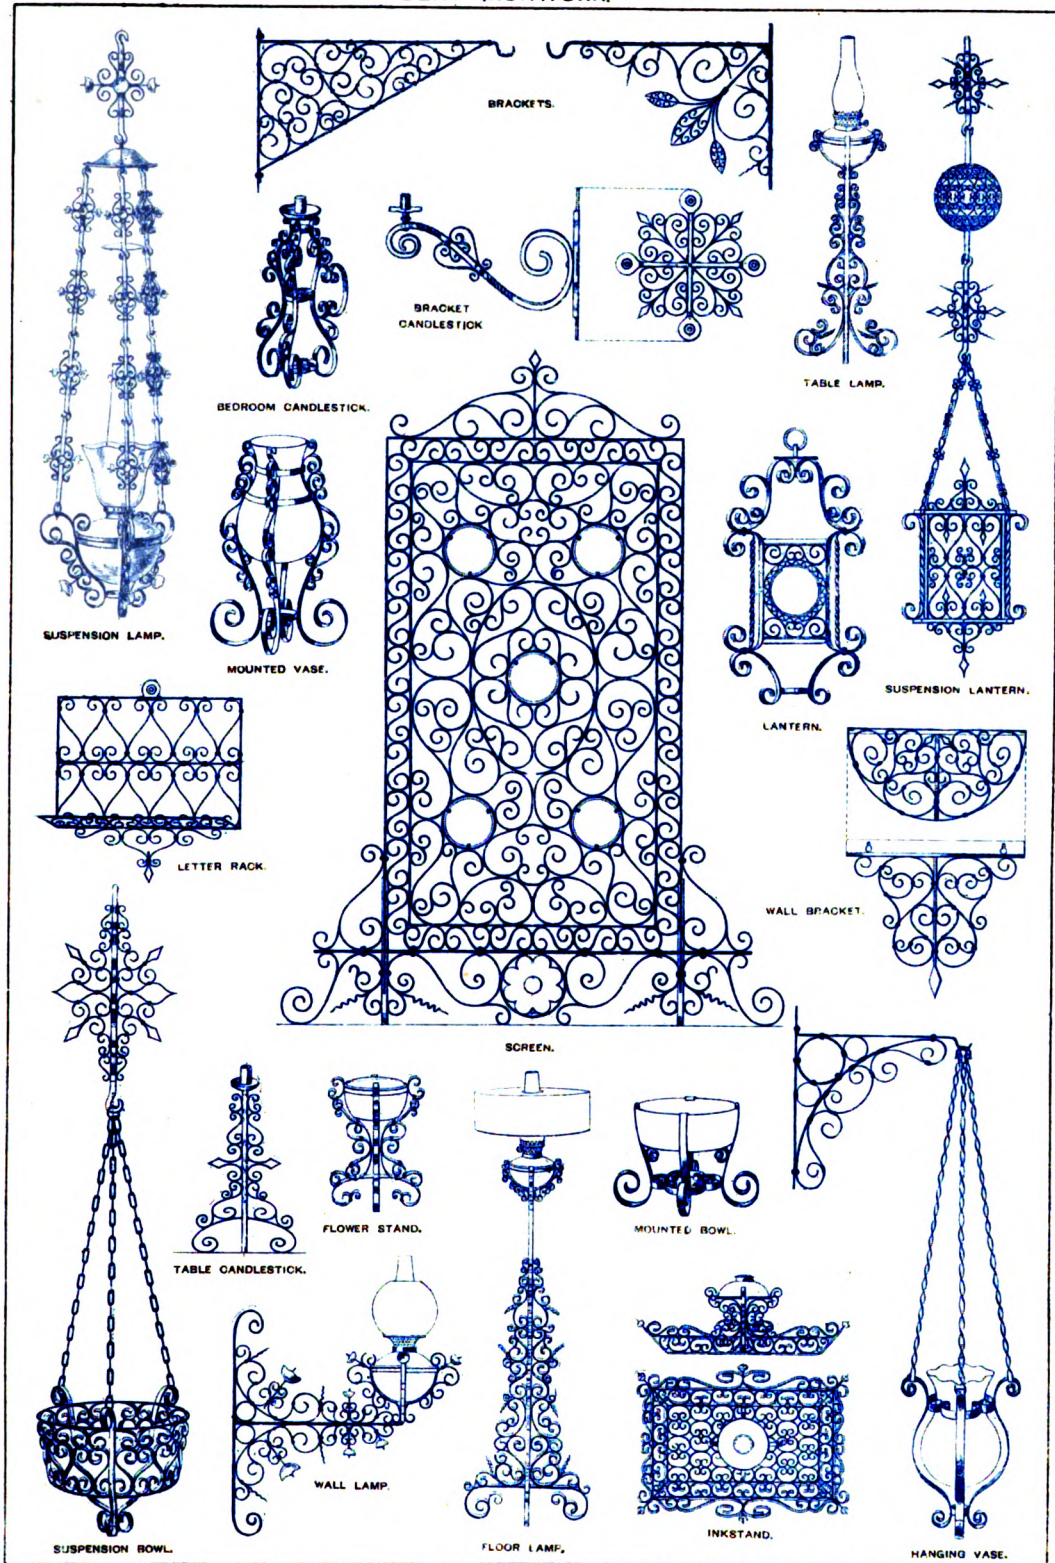 BRACKETS.
BRACKET
CANDLESTICK
BEDROOM CANDLESTICK.
TABLE LAMP.
SUSPENSION LAMP.
MOUNTED VASE.
SUSPENSION LANTERN.
LANTERN.
LETTER RACK.
WALL BRACKET.
SCREEN.
FLOWER STAND.
MOUNTED BOWL.
TABLE CANDLESTICK.
WALL LAMP.
SUSPENSION BOWL.
FLOOR LAMP.
INKSTAND.
HANGING VASE.